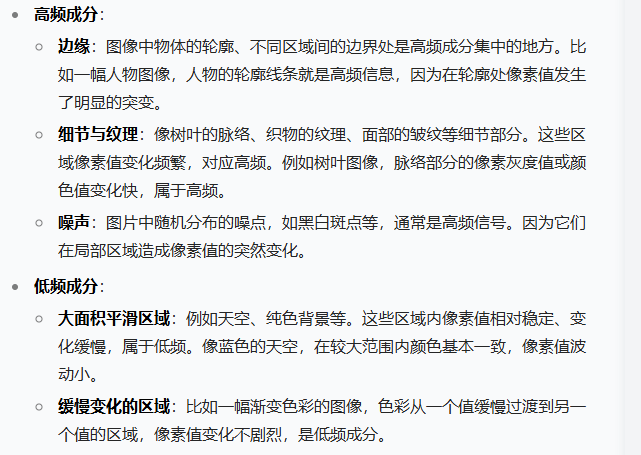 高频成分：
边缘：图像中物体的轮廓、不同区域间的边界处是高频成分集中的地方。比
如一幅人物图像，人物的轮廓线条就是高频信息，因为在轮廓处像素值发生
了明显的突变。
细节与纹理：像树叶的脉络、织物的纹理、面部的皱纹等细节部分。这些区
域像素值变化频繁，对应高频。例如树叶图像，脉络部分的像素灰度值或颜
色值变化快，属于高频。
噪声：图片中随机分布的噪点，如黑白斑点等，通常是高频信号。因为它们
在局部区域造成像素值的突然变化。
低频成分：
大面积平滑区域：例如天空、纯色背景等。这些区域内像素值相对稳定、变
化缓慢，属于低频。像蓝色的天空，在较大范围内颜色基本一致，像素值波
动小。
缓慢变化的区域：比如一幅渐变色彩的图像，色彩从一个值缓慢过渡到另一
个值的区域，像素值变化不剧烈，是低频成分。